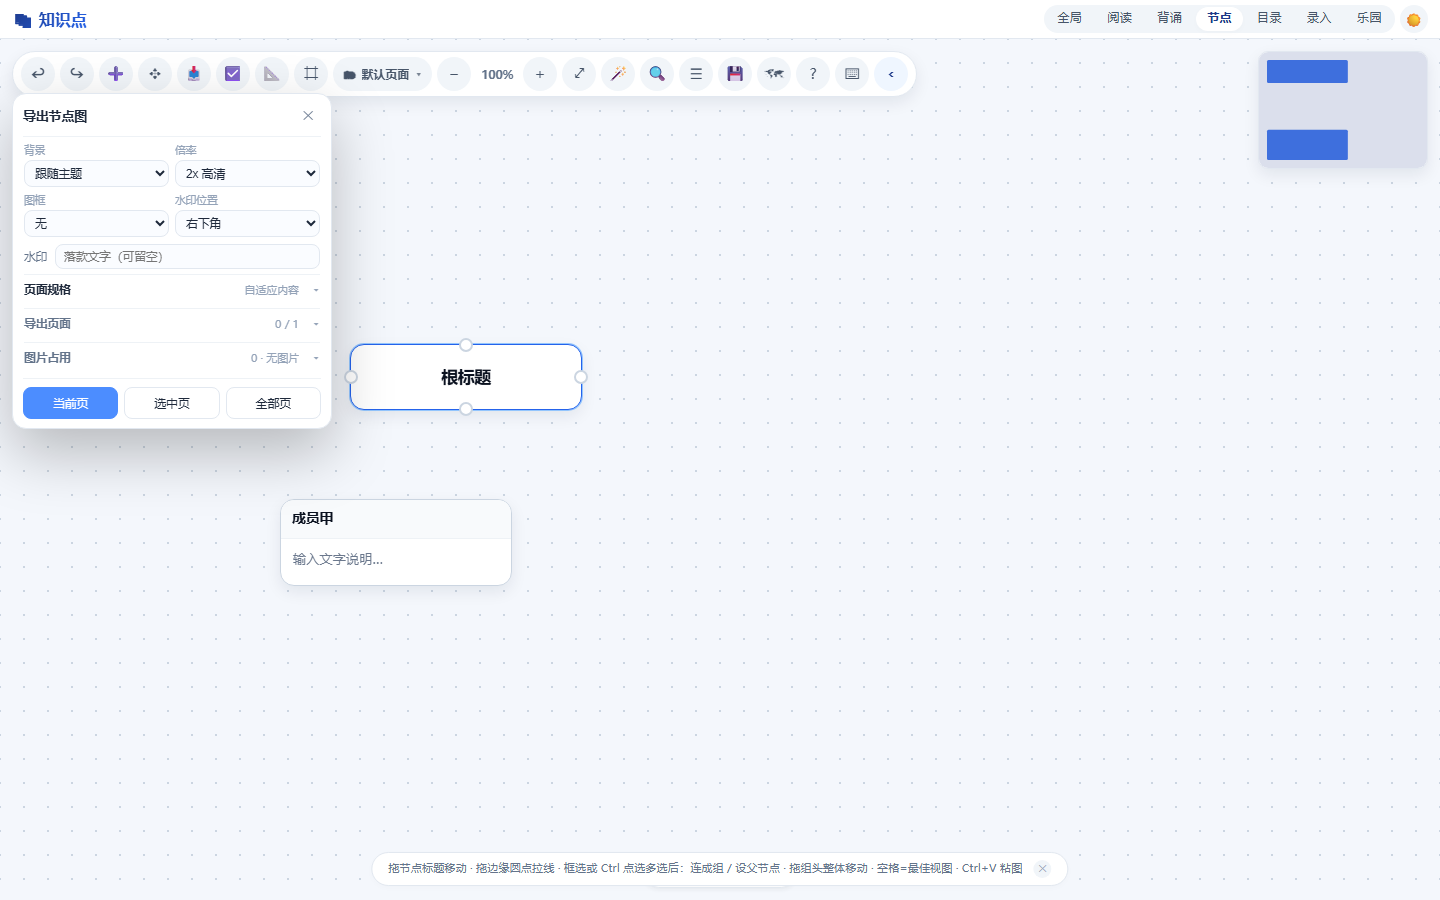 知识点
全局 阅读 背诵 节点 目录 录入 乐园
默认页面 − 100% + ?
导出节点图
背景 倍率
跟随主题 2x 高清
图框 水印位置
无 右下角
水印 落款文字（可留空）
页面规格 自适应内容
导出页面 0 / 1
图片占用 0 · 无图片
当前页 选中页 全部页
根标题
成员甲
输入文字说明...
拖节点标题移动 · 拖边缘圆点拉线 · 框选或 Ctrl 点选多选后：连成组 / 设父节点 · 拖组头整体移动 · 空格=最佳视图 · Ctrl+V 粘图